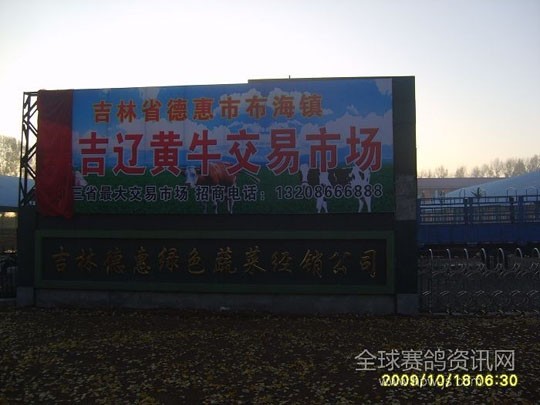 吉林省德惠市布海镇
吉辽黄牛交易市场
三省最大交易市场 招商电话：13208666888
吉林德惠绿色蔬菜经销公司
全球赛鸽资讯网
2009/10/18 06:30